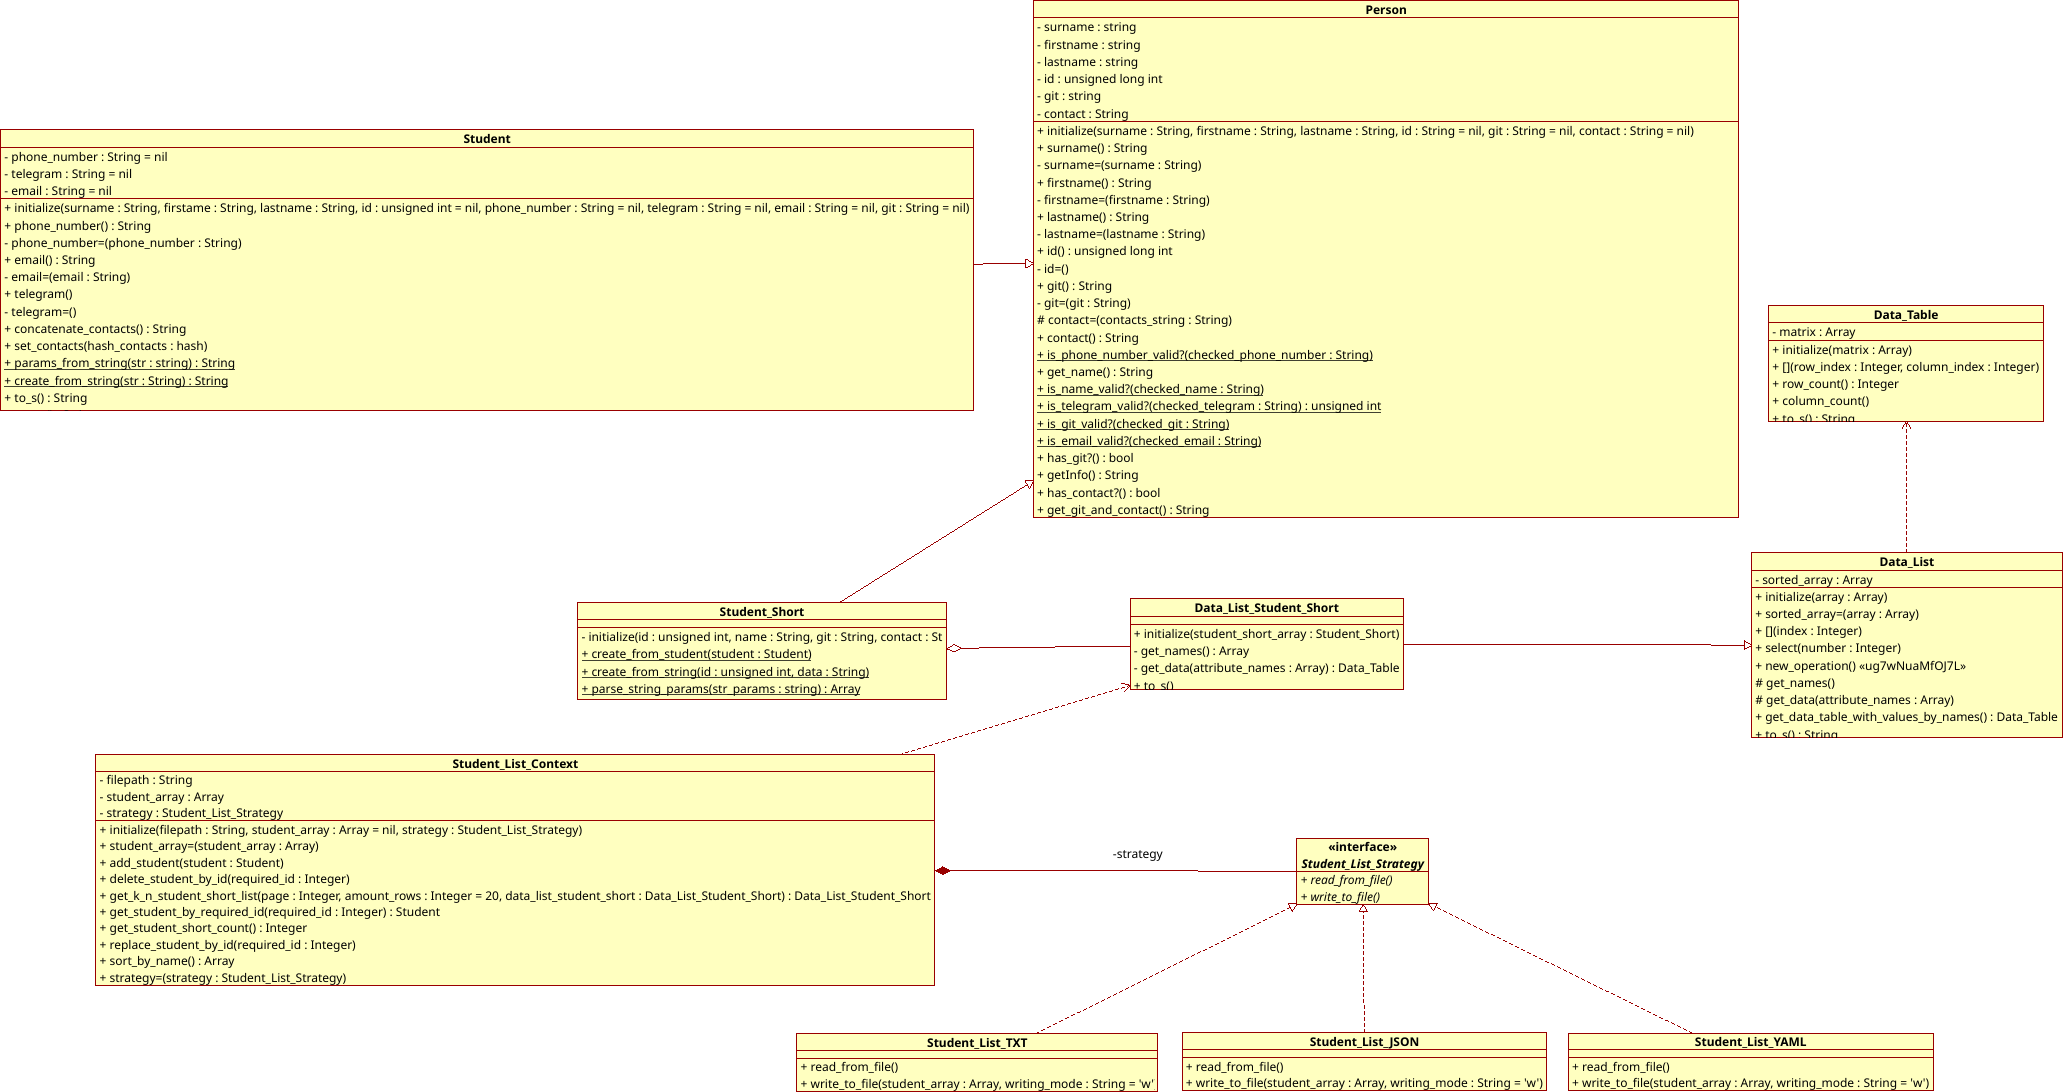 Person
- surname : string
- firstname : string
- lastname : string
- id : unsigned long int
- git : string
- contact : String
+ initialize(surname : String, firstname : String, lastname : String, id : String = nil, git : String = nil, contact : String = nil)
+ surname() : String
- surname=(surname : String)
+ firstname() : String
- firstname=(firstname : String)
+ lastname() : String
- lastname=(lastname : String)
+ id() : unsigned long int
- id=()
+ git() : String
- git=(git : String)
# contact=(contacts_string : String)
+ contact() : String
+ is_phone_number_valid?(checked_phone_number : String)
+ get_name() : String
+ is_name_valid?(checked_name : String)
+ is_telegram_valid?(checked_telegram : String) : unsigned int
+ is_git_valid?(checked_git : String)
+ is_email_valid?(checked_email : String)
+ has_git?() : bool
+ getInfo() : String
+ has_contact?() : bool
+ get_git_and_contact() : String
Student
- phone_number : String = nil
- telegram : String = nil
- email : String = nil
+ initialize(surname : String, firstame : String, lastname : String, id : unsigned int = nil, phone_number : String = nil, telegram : String = nil, email : String = nil, git : String = nil)
+ phone_number() : String
- phone_number=(phone_number : String)
+ email() : String
- email=(email : String)
+ telegram()
- telegram=()
+ concatenate_contacts() : String
+ set_contacts(hash_contacts : hash)
+ params_from_string(str : string) : String
+ create_from_string(str : String) : String
+ to_s() : String
Data_Table
- matrix : Array
+ initialize(matrix : Array)
+ [](row_index : Integer, column_index : Integer)
+ row_count() : Integer
+ column_count()
+ to_s() : String
Data_List
- sorted_array : Array
+ initialize(array : Array)
+ sorted_array=(array : Array)
+ [](index : Integer)
+ select(number : Integer)
+ new_operation() «ug7wNuaMfOJ7L»
# get_names()
# get_data(attribute_names : Array)
+ get_data_table_with_values_by_names() : Data_Table
+ to_s() : String
Student_Short
- initialize(id : unsigned int, name : String, git : String, contact : St
+ create_from_student(student : Student)
+ create_from_string(id : unsigned int, data : String)
+ parse_string_params(str_params : string) : Array
Data_List_Student_Short
+ initialize(student_short_array : Student_Short)
- get_names() : Array
- get_data(attribute_names : Array) : Data_Table
+ to_s()
Student_List_Context
- filepath : String
- student_array : Array
- strategy : Student_List_Strategy
+ initialize(filepath : String, student_array : Array = nil, strategy : Student_List_Strategy)
+ student_array=(student_array : Array)
+ add_student(student : Student)
+ delete_student_by_id(required_id : Integer)
+ get_k_n_student_short_list(page : Integer, amount_rows : Integer = 20, data_list_student_short : Data_List_Student_Short) : Data_List_Student_Short
+ get_student_by_required_id(required_id : Integer) : Student
+ get_student_short_count() : Integer
+ replace_student_by_id(required_id : Integer)
+ sort_by_name() : Array
+ strategy=(strategy : Student_List_Strategy)
-strategy
«interface»
Student_List_Strategy
+ read_from_file()
+ write_to_file()
Student_List_TXT
+ read_from_file()
+ write_to_file(student_array : Array, writing_mode : String = 'w'
Student_List_JSON
+ read_from_file()
+ write_to_file(student_array : Array, writing_mode : String = 'w')
Student_List_YAML
+ read_from_file()
+ write_to_file(student_array : Array, writing_mode : String = 'w')